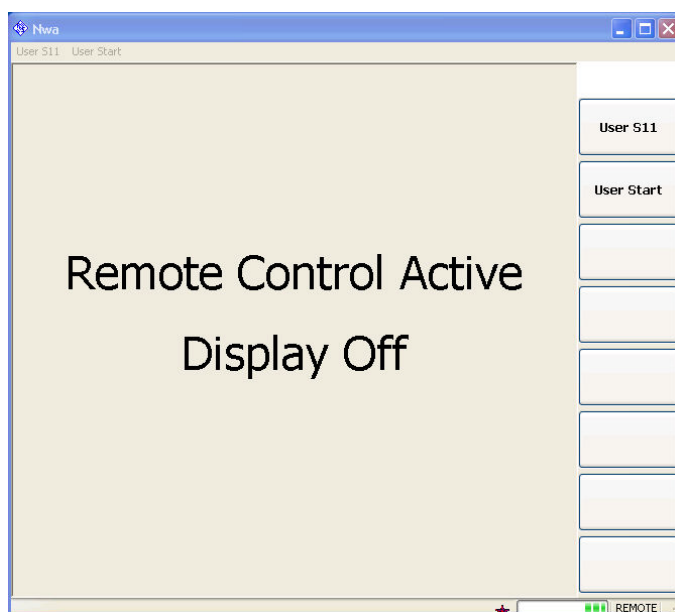 Nwa
User S11 User Start
User S11
User Start
Remote Control Active
Display Off
REMOTE